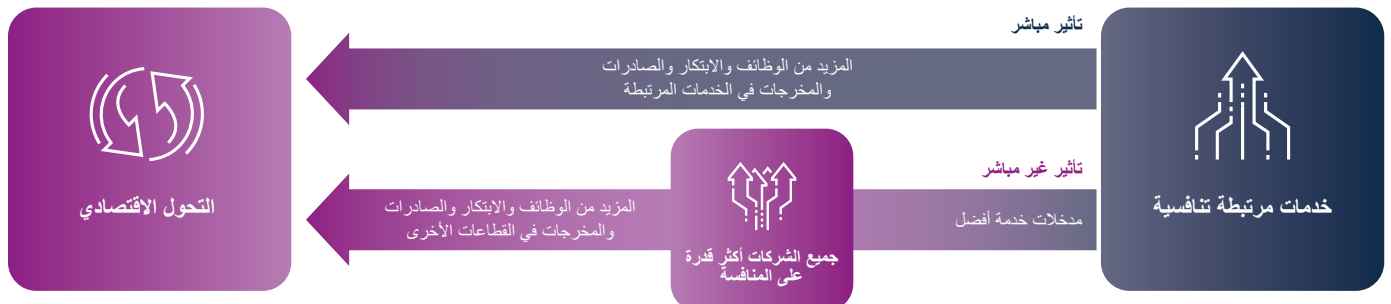 خدمات مرتبطة تنافسية
تأثير مباشر
المزيد من الوظائف والابتكار والصادرات
والمخرجات في الخدمات المرتبطة
تأثير غير مباشر
مدخلات خدمة أفضل
جميع الشركات أكثر قدرة
على المنافسة
المزيد من الوظائف والابتكار والصادرات
والمخرجات في القطاعات الأخرى
التحول الاقتصادي